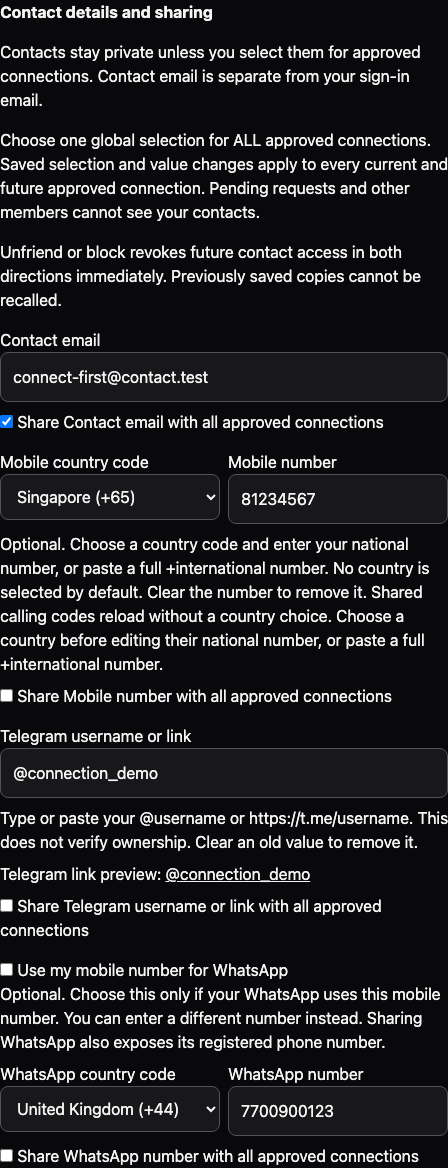 Contact details and sharing
Contacts stay private unless you select them for approved
connections. Contact email is separate from your sign-in
email.
Choose one global selection for ALL approved connections.
Saved selection and value changes apply to every current and
future approved connection. Pending requests and other
members cannot see your contacts.
Unfriend or block revokes future contact access in both
directions immediately. Previously saved copies cannot be
recalled.
Contact email
connect-first@contact.test
Share Contact email with all approved connections
Mobile country code Mobile number
Singapore (+65) 81234567
Optional. Choose a country code and enter your national
number, or paste a full +international number. No country is
selected by default. Clear the number to remove it. Shared
calling codes reload without a country choice. Choose a
country before editing their national number, or paste a full
+international number.
Share Mobile number with all approved connections
Telegram username or link
@connection_demo
Type or paste your @username or https://t.me/username. This
does not verify ownership. Clear an old value to remove it.
Telegram link preview: @connection_demo
Share Telegram username or link with all approved
connections
Use my mobile number for WhatsApp
Optional. Choose this only if your WhatsApp uses this mobile
number. You can enter a different number instead. Sharing
WhatsApp also exposes its registered phone number.
WhatsApp country code WhatsApp number
United Kingdom (+44) 7700900123
Share WhatsApp number with all approved connections